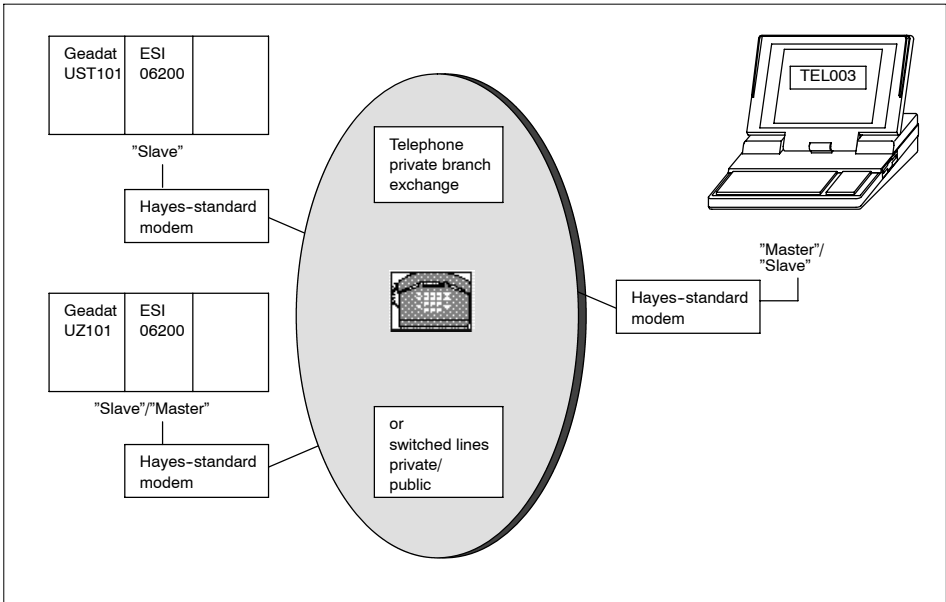 Geadat
UST101
ESI
06200
”Slave”
Hayes-standard
modem
Geadat
UZ101
ESI
06200
”Slave”/”Master”
Hayes-standard
modem
Telephone
private branch
exchange
or
switched lines
private/
public
TEL003
”Master”/
”Slave”
Hayes-standard
modem